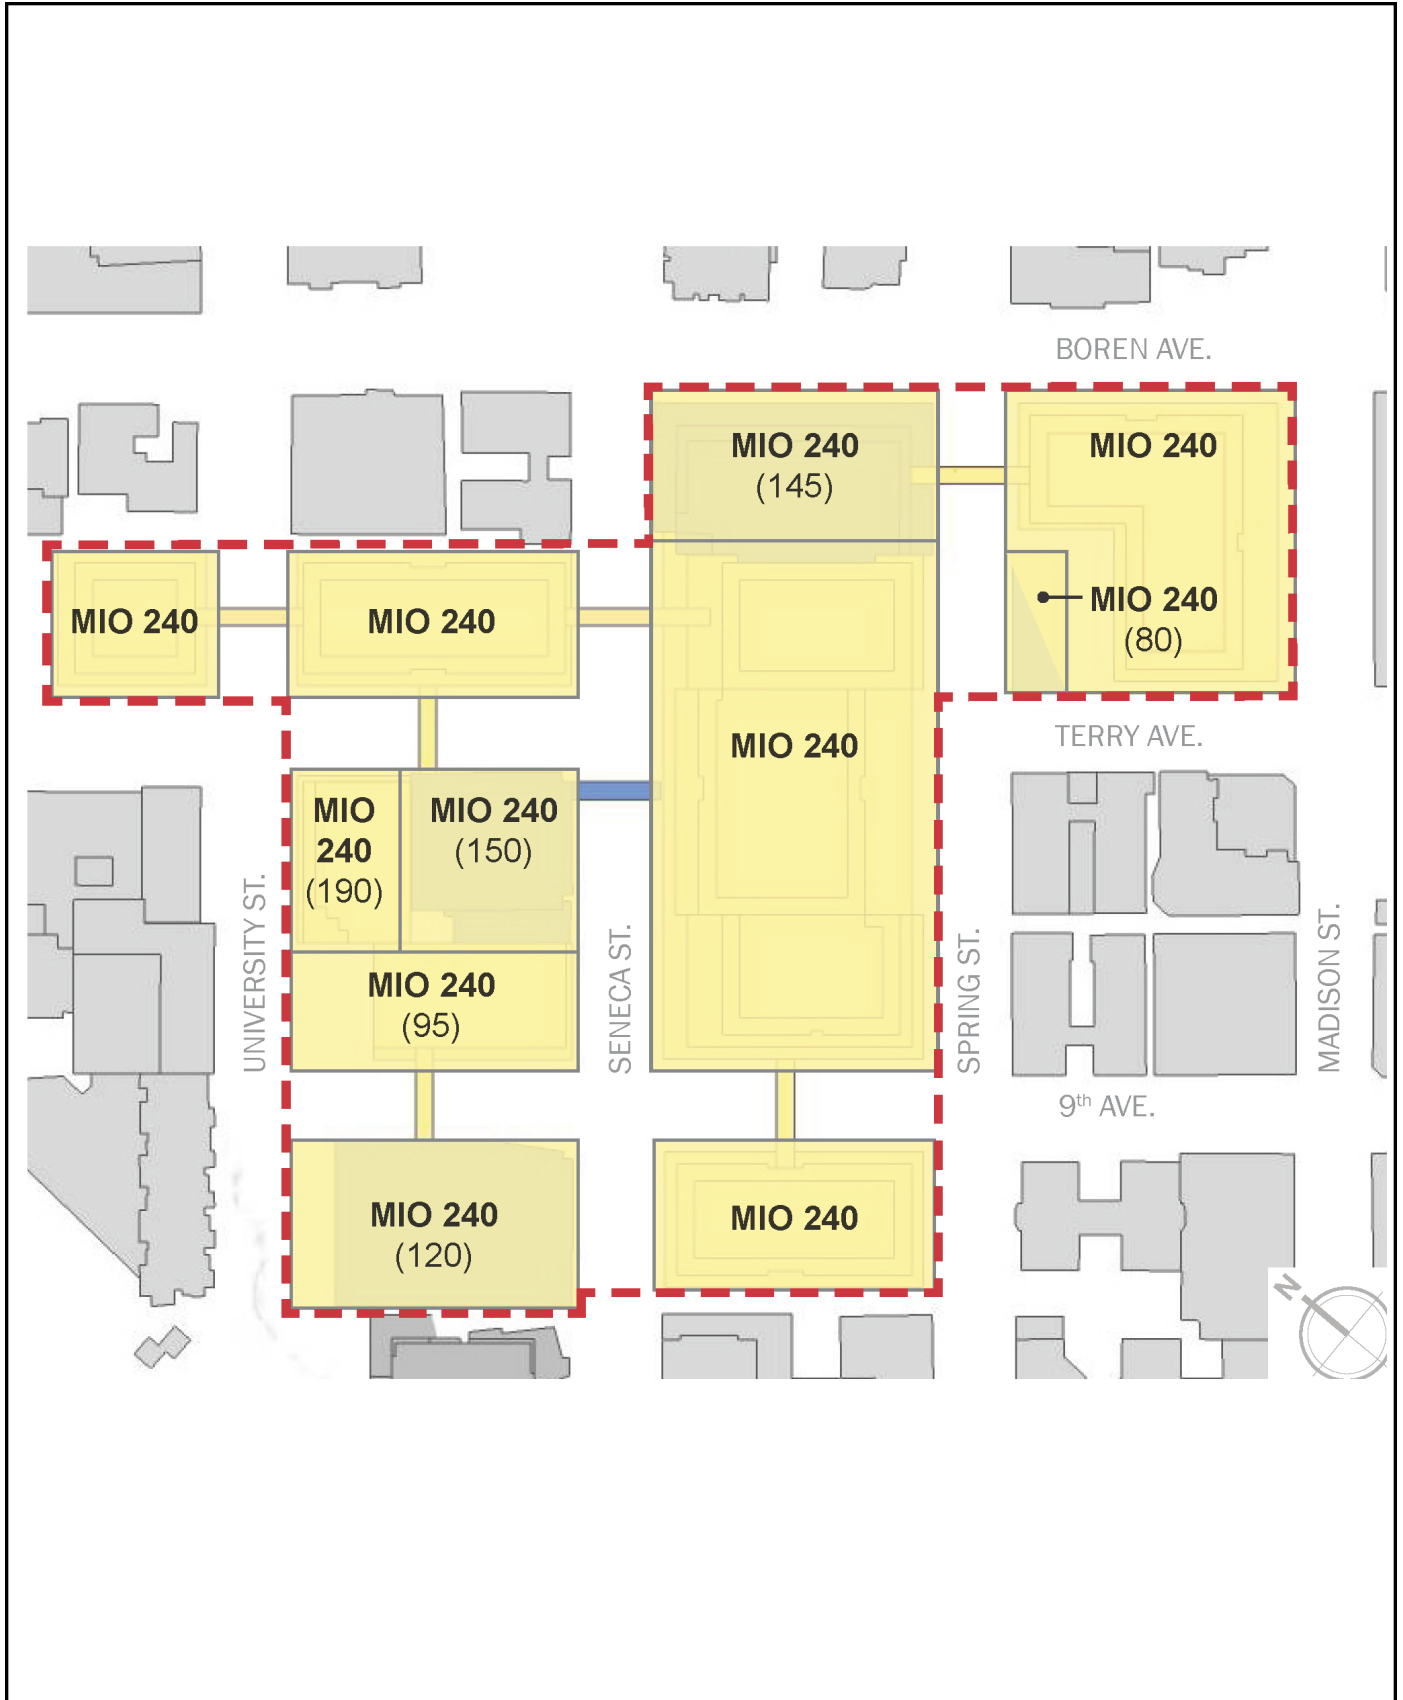 BOREN AVE.
MIO 240
(145)
MIO 240
MIO 240
(80)
MIO 240
MIO 240
TERRY AVE.
MIO 240
MIO
240
(190)
MIO 240
(150)
UNIVERSITY ST.
SENECA ST.
SPRING ST.
MADISON ST.
MIO 240
(95)
9th AVE.
MIO 240
(120)
MIO 240
N